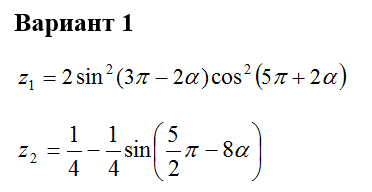 Вариант 1
z₁ = 2 sin²(3π − 2α)cos²(5π + 2α)
z₂ = 1/4 − 1/4 sin(5/2 π − 8α)